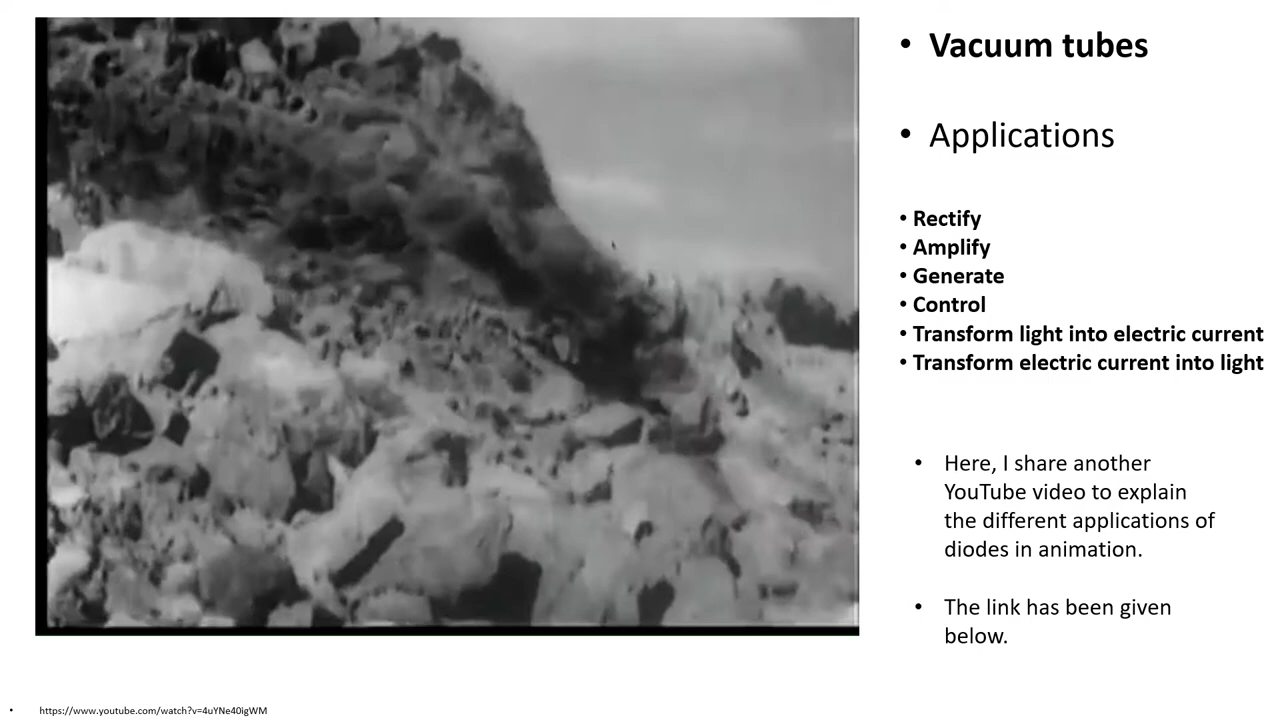 • Vacuum tubes
• Applications
• Rectify
• Amplify
• Generate
• Control
• Transform light into electric current
• Transform electric current into light
• Here, I share another
YouTube video to explain
the different applications of
diodes in animation.
• The link has been given
below.
• https://www.youtube.com/watch?v=4uYNe40igWM